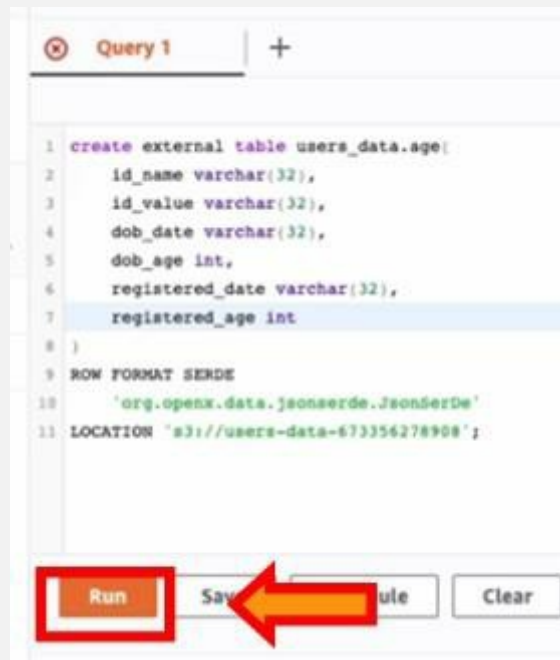 Query 1 +
1 create external table users_data.age(
2 id_name varchar(32),
3 id_value varchar(32),
4 dob_date varchar(32),
5 dob_age int,
6 registered_date varchar(32),
7 registered_age int
8 )
9 ROW FORMAT SERDE
10 'org.openx.data.jsonserde.JsonSerDe'
11 LOCATION 's3://users-data-673356278908';
Run Sav ule Clear